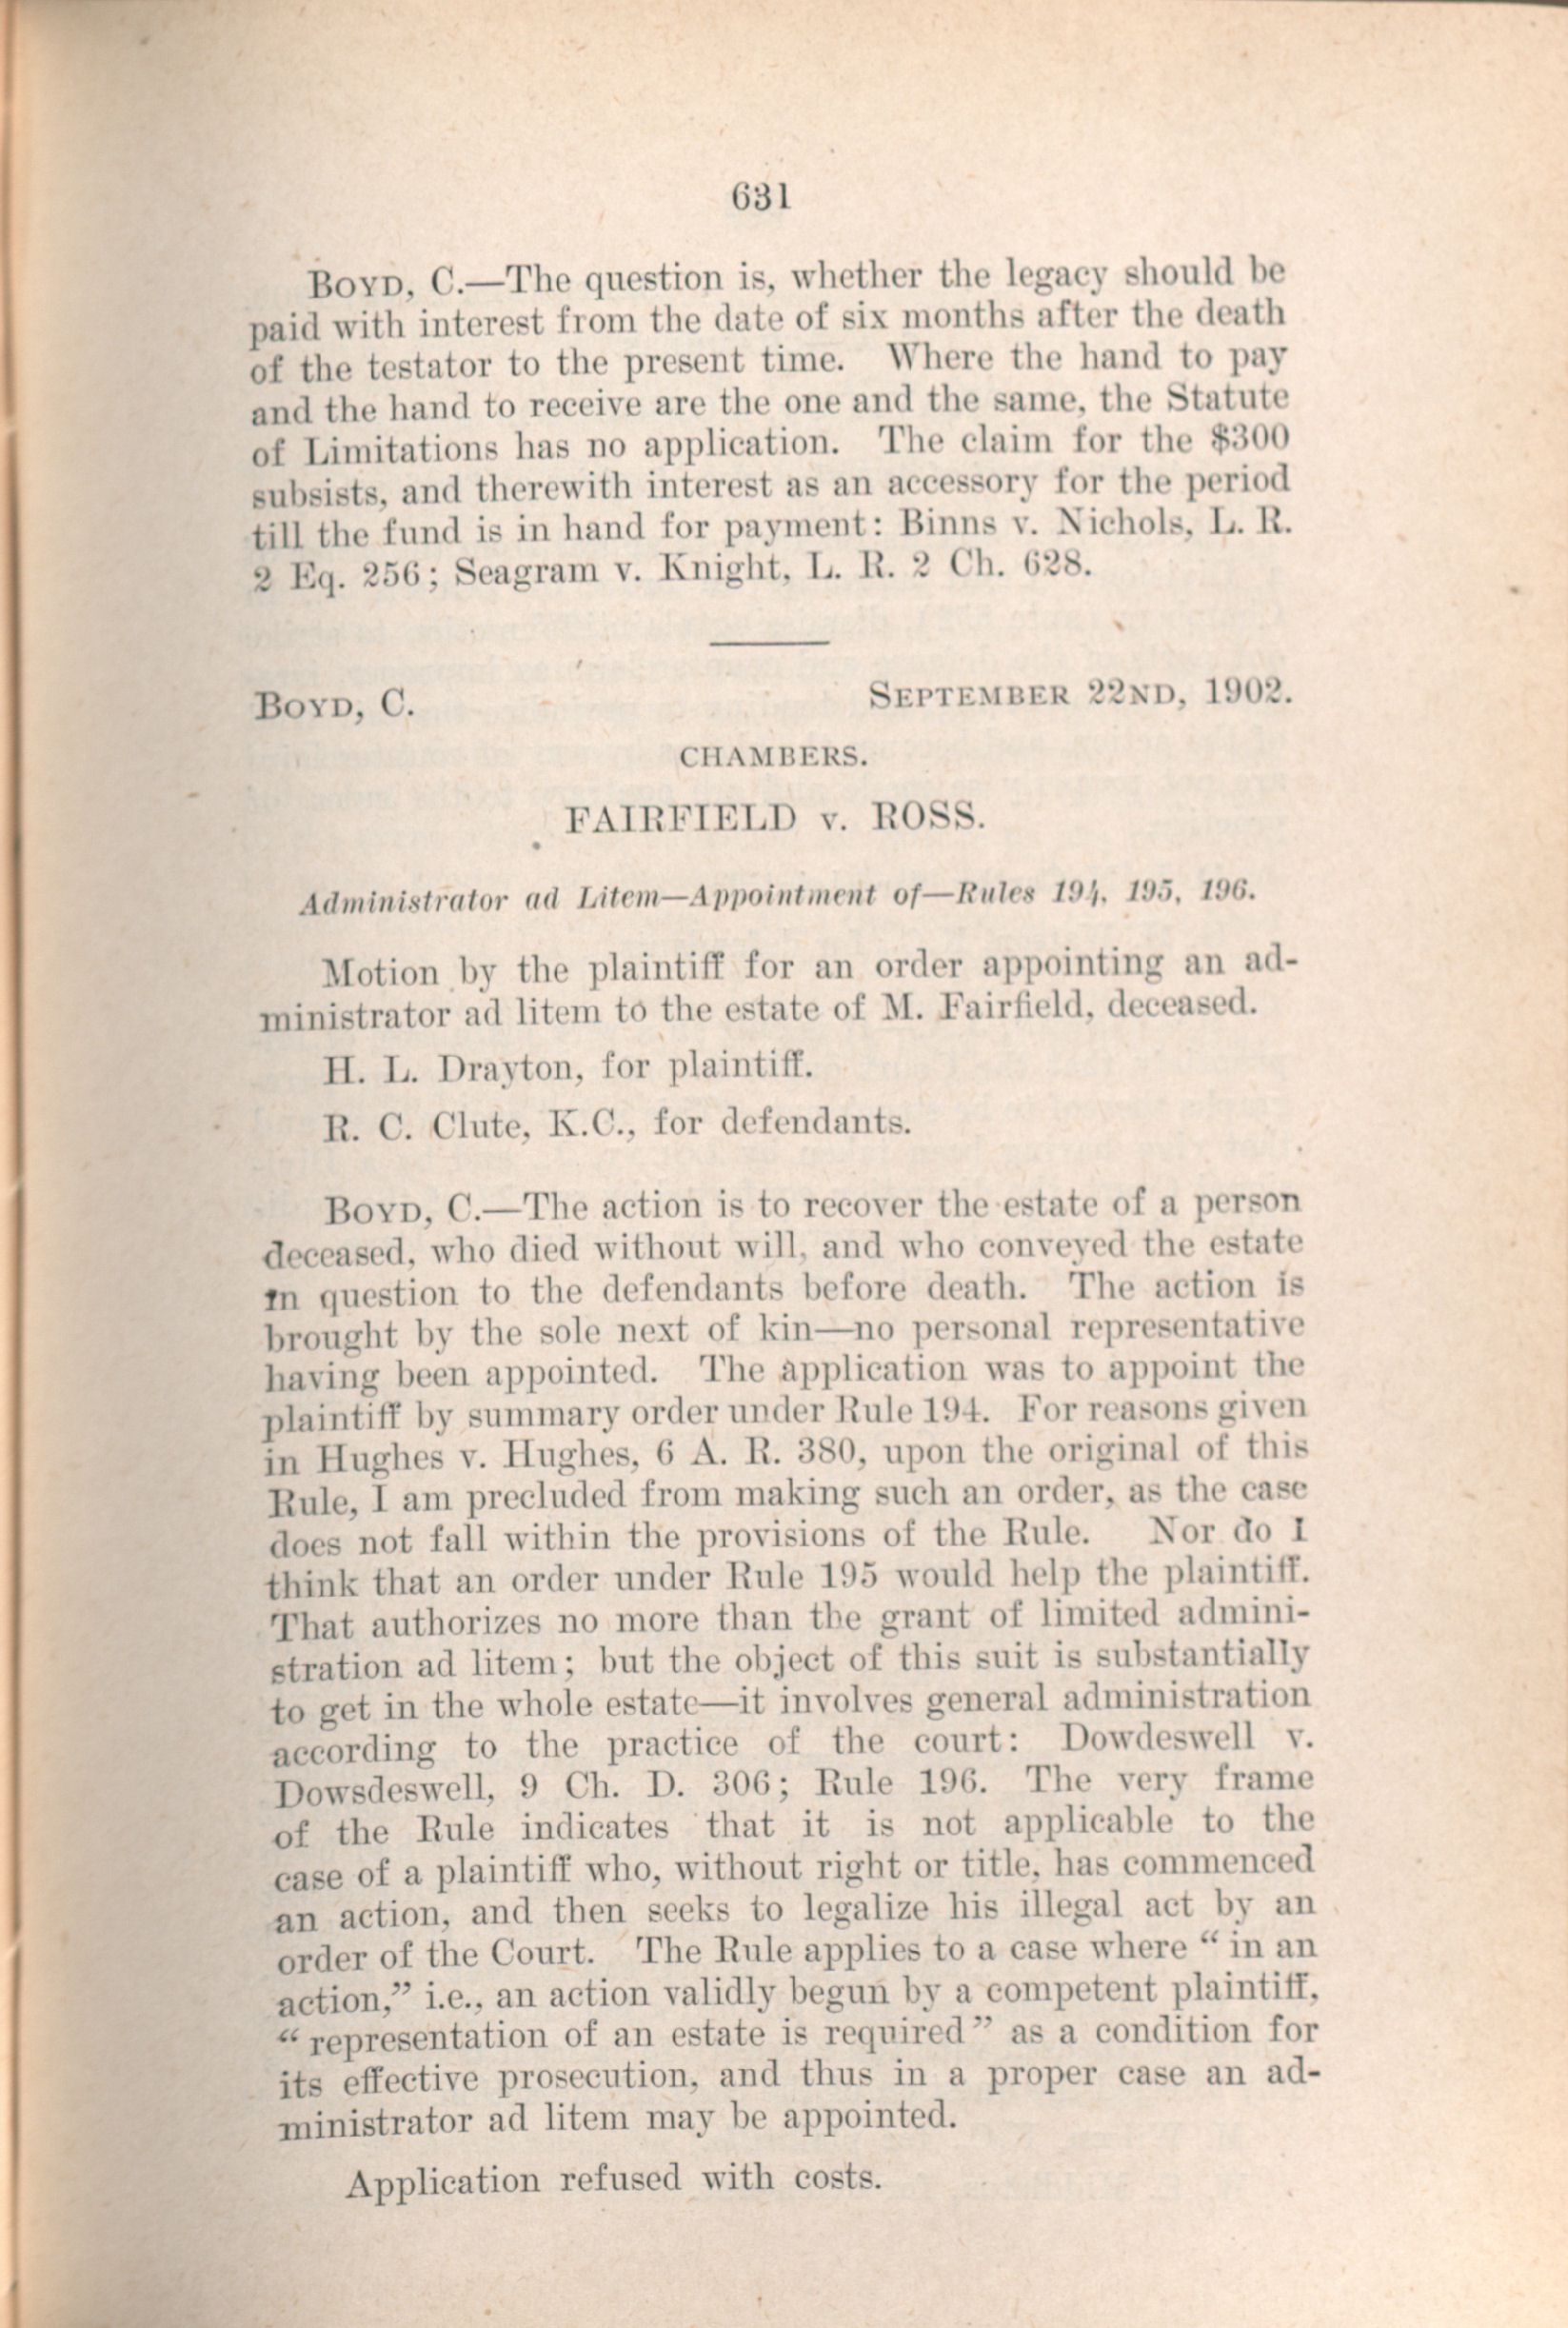 631
BOYD, C.—The question is, whether the legacy should be
paid with interest from the date of six months after the death
of the testator to the present time. Where the hand to pay
and the hand to receive are the one and the same, the Statute
of Limitations has no application. The claim for the $300
subsists, and therewith interest as an accessory for the period
till the fund is in hand for payment: Binns v. Nichols, L. R.
2 Eq. 256; Seagram v. Knight, L. R. 2 Ch. 628.
BOYD, C. SEPTEMBER 22ND, 1902.
CHAMBERS.
FAIRFIELD v. ROSS.
Administrator ad Litem—Appointment of—Rules 194, 195, 196.
Motion by the plaintiff for an order appointing an ad-
ministrator ad litem to the estate of M. Fairfield, deceased.
H. L. Drayton, for plaintiff.
R. C. Clute, K.C., for defendants.
BOYD, C.—The action is to recover the estate of a person
deceased, who died without will, and who conveyed the estate
in question to the defendants before death. The action is
brought by the sole next of kin—no personal representative
having been appointed. The application was to appoint the
plaintiff by summary order under Rule 194. For reasons given
in Hughes v. Hughes, 6 A. R. 380, upon the original of this
Rule, I am precluded from making such an order, as the case
does not fall within the provisions of the Rule. Nor do I
think that an order under Rule 195 would help the plaintiff.
That authorizes no more than the grant of limited admini-
stration ad litem; but the object of this suit is substantially
to get in the whole estate—it involves general administration
according to the practice of the court: Dowdeswell v.
Dowsdeswell, 9 Ch. D. 306; Rule 196. The very frame
of the Rule indicates that it is not applicable to the
case of a plaintiff who, without right or title, has commenced
an action, and then seeks to legalize his illegal act by an
order of the Court. The Rule applies to a case where “ in an
action,” i.e., an action validly begun by a competent plaintiff,
“ representation of an estate is required ” as a condition for
its effective prosecution, and thus in a proper case an ad-
ministrator ad litem may be appointed.
Application refused with costs.